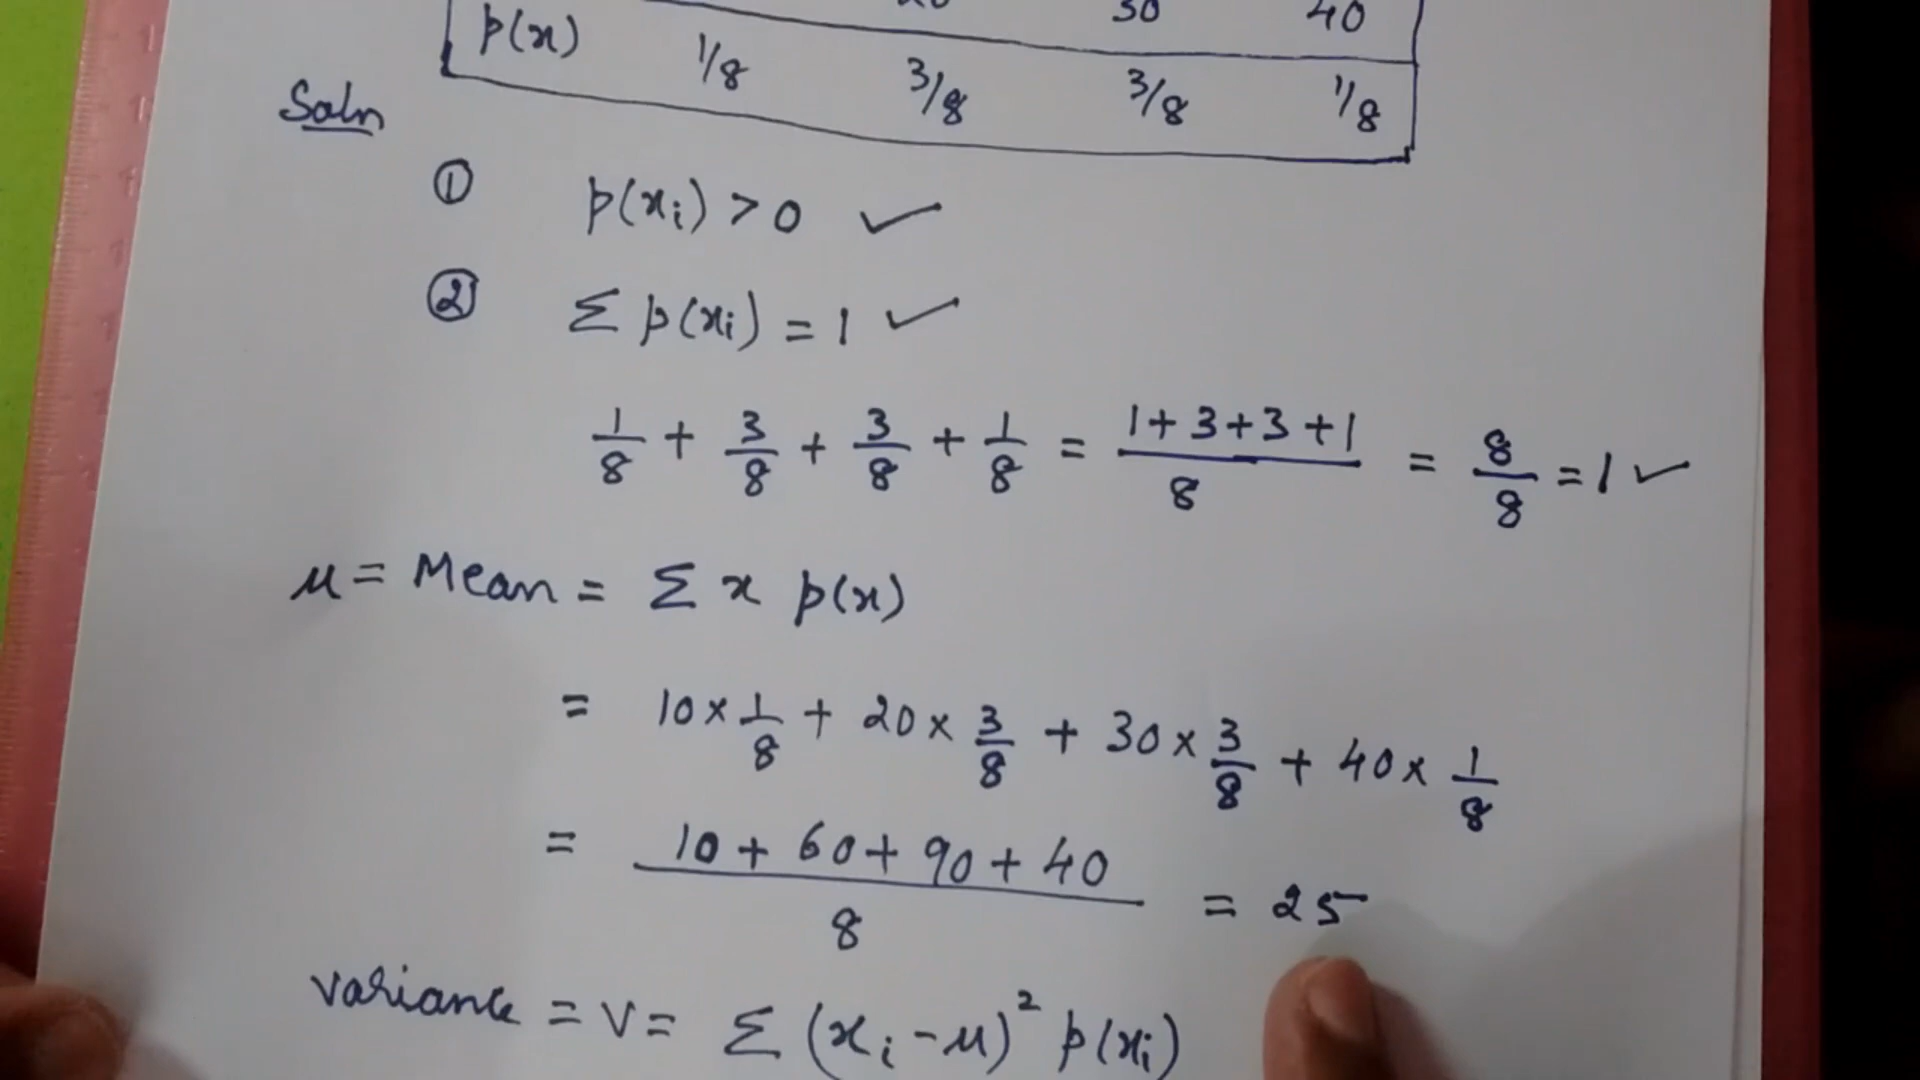 30 40
p(x) 1/8 3/8 3/8 1/8
Soln
① p(xi) > 0 ✓
② Σ p(xi) = 1 ✓
1/8 + 3/8 + 3/8 + 1/8 = 1+3+3+1/8 = 8/8 = 1 ✓
μ = Mean = Σ x p(x)
= 10 × 1/8 + 20 × 3/8 + 30 × 3/8 + 40 × 1/8
= 10 + 60 + 90 + 40 / 8 = 25
Variance = V = Σ (xi - μ)² p(xi)